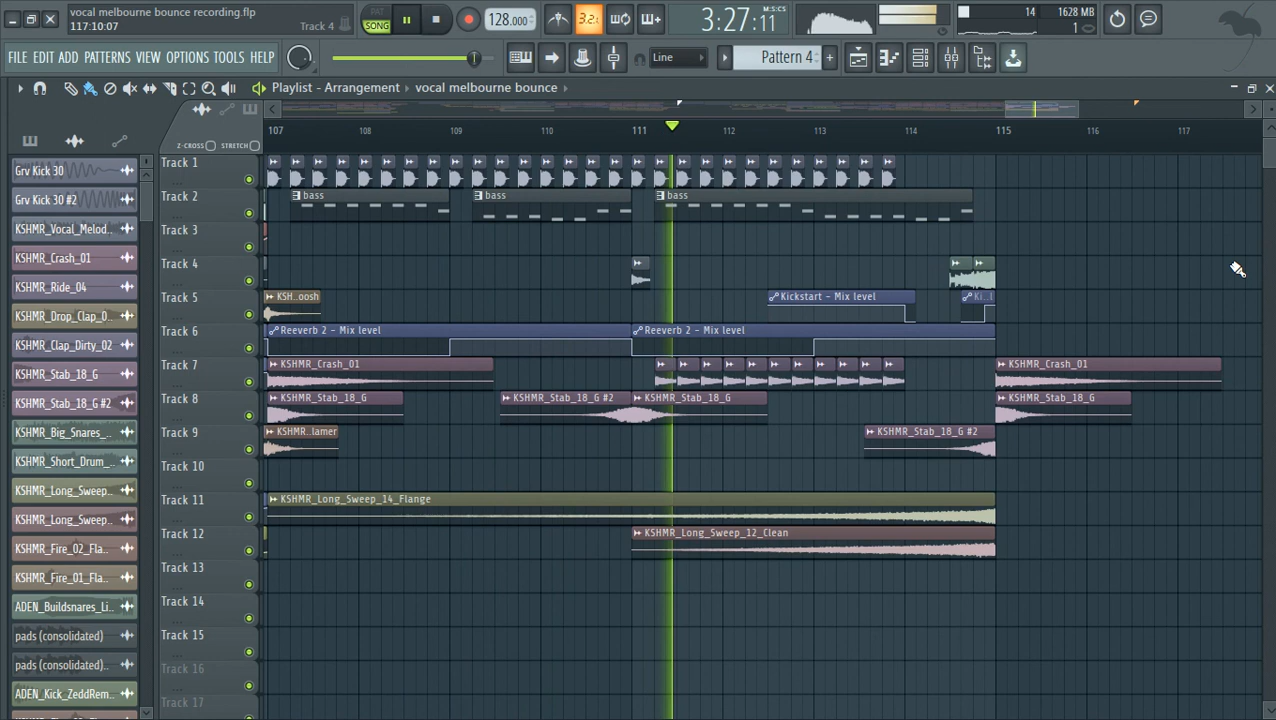 vocal melbourne bounce recording.flp
117:10:07
Track 4
PAT
SONG
128.000
3.2.
3:27:11
M:S:CS
14
1628 MB
1
FILE EDIT ADD PATTERNS VIEW OPTIONS TOOLS HELP
Line
Pattern 4
Playlist - Arrangement
vocal melbourne bounce
Z-CROSS
STRETCH
107
108
109
110
111
112
113
114
115
116
117
Grv Kick 30
Grv Kick 30 #2
KSHMR_Vocal_Melod..
KSHMR_Crash_01
KSHMR_Ride_04
KSHMR_Drop_Clap_0..
KSHMR_Clap_Dirty_02
KSHMR_Stab_18_G
KSHMR_Stab_18_G #2
KSHMR_Big_Snares_..
KSHMR_Short_Drum_..
KSHMR_Long_Sweep..
KSHMR_Long_Sweep..
KSHMR_Fire_02_Fla..
KSHMR_Fire_01_Fla..
ADEN_Buildsnares_Li..
pads (consolidated)
pads (consolidated)..
ADEN_Kick_ZeddRem..
Track 1
Track 2
bass
bass
bass
Track 3
Track 4
Track 5
KSH..oosh
Kickstart - Mix level
Ki..l
Track 6
Reeverb 2 - Mix level
Reeverb 2 - Mix level
Track 7
KSHMR_Crash_01
KSHMR_Crash_01
Track 8
KSHMR_Stab_18_G
KSHMR_Stab_18_G #2
KSHMR_Stab_18_G
KSHMR_Stab_18_G
Track 9
KSHMR..lamer
KSHMR_Stab_18_G #2
Track 10
Track 11
KSHMR_Long_Sweep_14_Flange
Track 12
KSHMR_Long_Sweep_12_Clean
Track 13
Track 14
Track 15
Track 16
Track 17